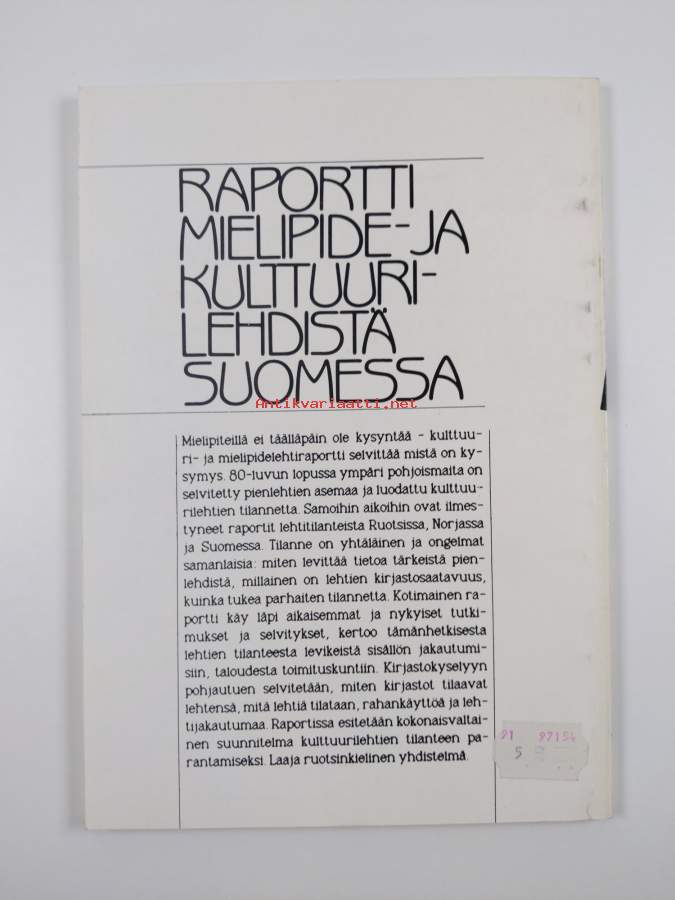 RAPORTTI
MIELIPIDE-JA
KULTTUURI-
LEHDISTÄ
SUOMESSA
Antikvariaatti.net
Mielipiteillä ei täälläpäin ole kysyntää - kulttuu-
ri- ja mielipidelehtiraportti selvittää mistä on ky-
symys. 80-luvun lopussa ympäri pohjoismaita on
selvitetty pienlehtien asemaa ja luodattu kulttuu-
rilehtien tilannetta. Samoihin aikoihin ovat ilmes-
tyneet raportit lehtitilanteista Ruotsissa, Norjassa
ja Suomessa. Tilanne on yhtäläinen ja ongelmat
samanlaisia: miten levittää tietoa tärkeistä pien-
lehdistä, millainen on lehtien kirjastosaatavuus,
kuinka tukea parhaiten tilannetta. Kotimainen ra-
portti käy läpi aikaisemmat ja nykyiset tutki-
mukset ja selvitykset, kertoo tämänhetkisesta
lehtien tilanteesta levikeistä sisällön jakautumi-
siin, taloudesta toimituskuntiin. Kirjastokyselyyn
pohjautuen selvitetään, miten kirjastot tilaavat
lehtensä, mitä lehtiä tilataan, rahankäyttöä ja leh-
tijakautumaa. Raportissa esitetään kokonaisvaltai-
nen suunnitelma kulttuurilehtien tilanteen pa-
rantamiseksi. Laaja ruotsinkielinen yhdistelmä.
91 97154
5